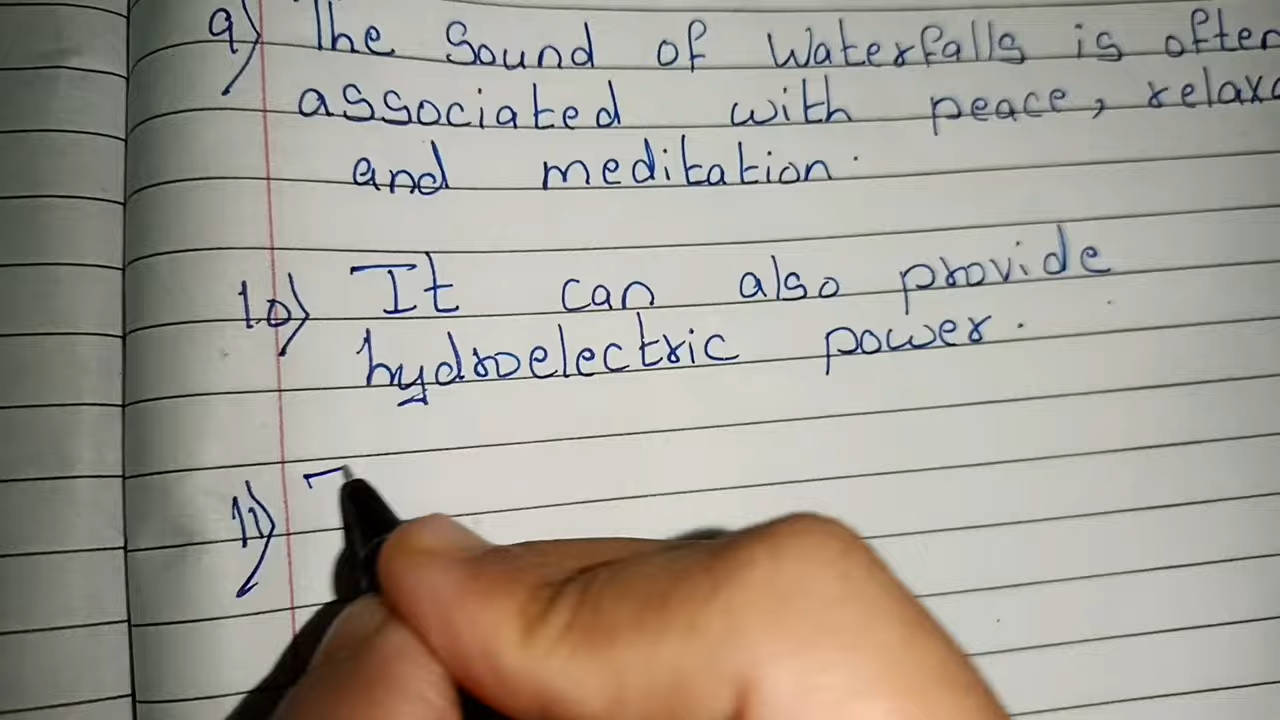 9) The Sound of Waterfalls is often
associated with peace, relaxa
and meditation.
10) It can also provide
hydroelectric power.
11)